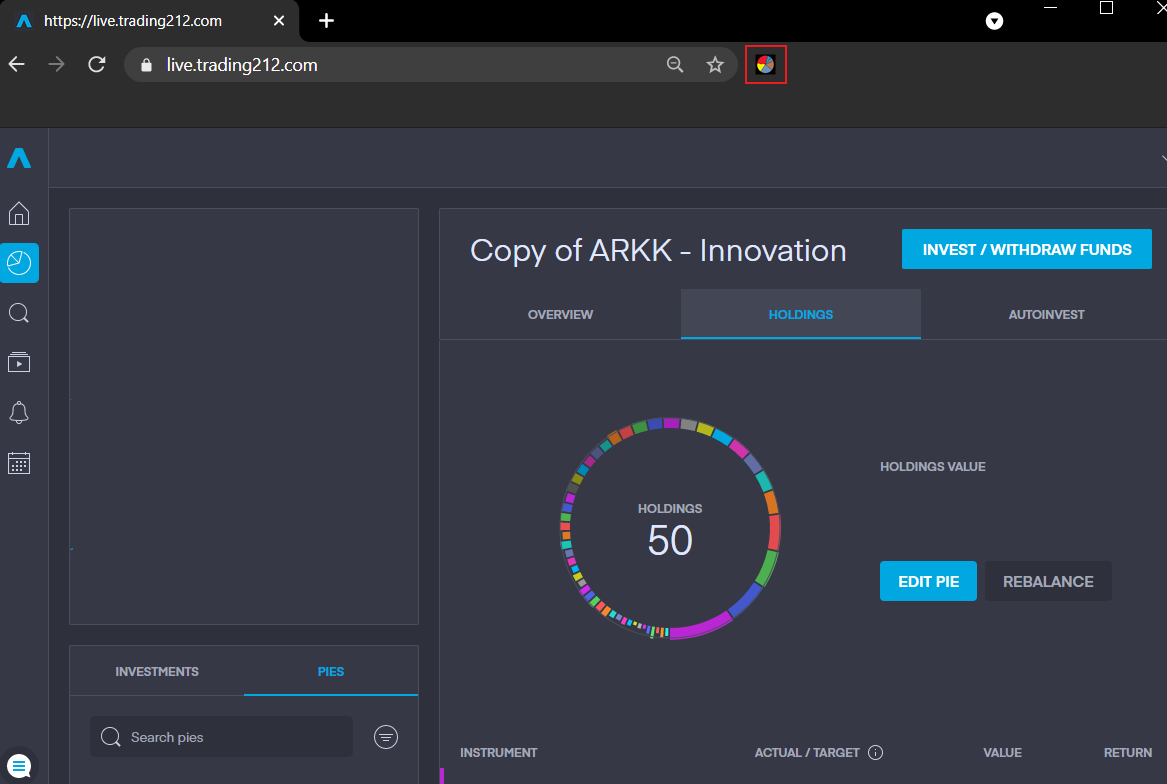 https://live.trading212.com
live.trading212.com
Copy of ARKK - Innovation
INVEST / WITHDRAW FUNDS
OVERVIEW
HOLDINGS
AUTOINVEST
HOLDINGS
50
HOLDINGS VALUE
EDIT PIE
REBALANCE
INVESTMENTS
PIES
Search pies
INSTRUMENT
ACTUAL / TARGET
VALUE
RETURN